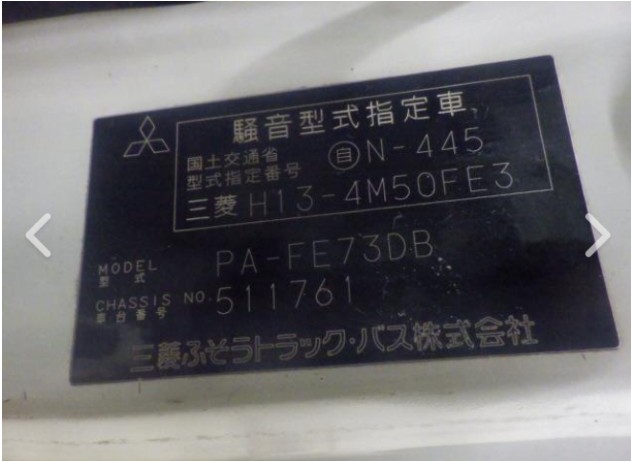 騒音型式指定車
国土交通省
型式指定番号 ㊂N-445
三菱 H13-4M50FE3
MODEL
型式 PA-FE73DB
CHASSIS NO.
車台番号 511761
三菱ふそうトラック・バス株式会社